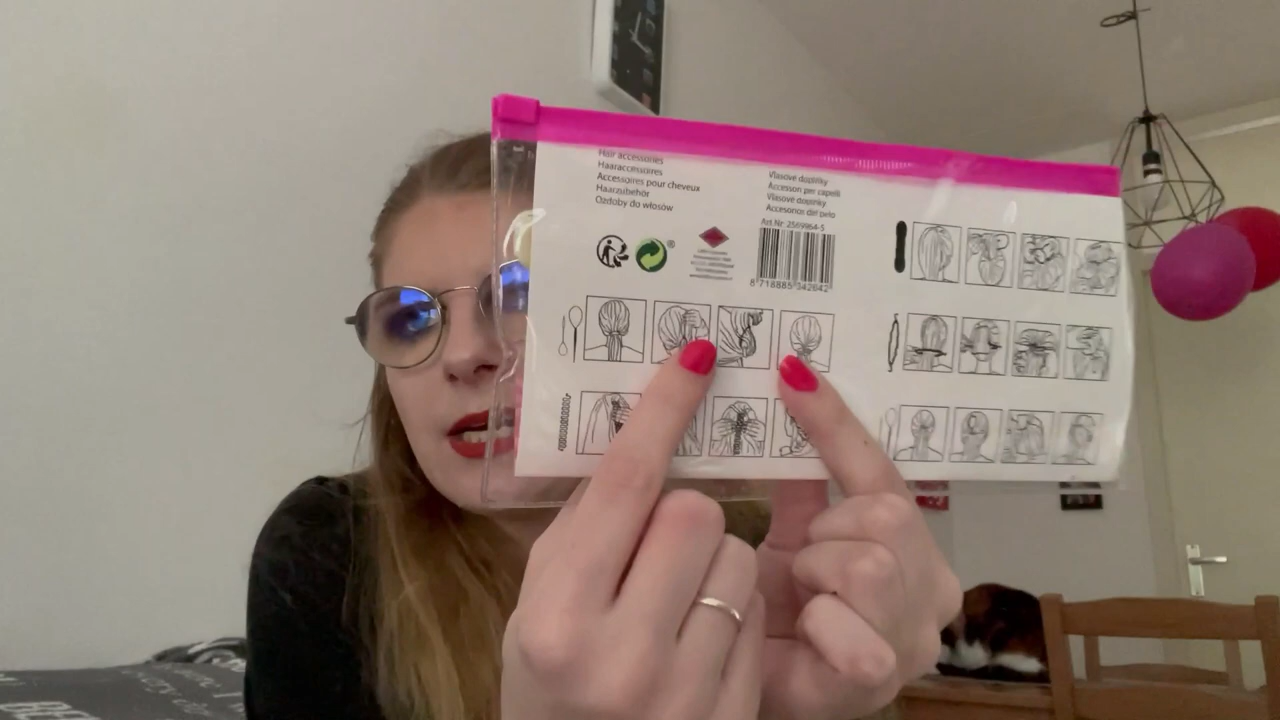 Hair accessories
Haaraccessoires
Accessoires pour cheveux
Haarzubehör
Ozdoby do włosów
Vlasové doplňky
Accessori per capelli
Vlasové doplnky
Accesorios del pelo
Art.Nr. 2569964-5
8 718885 342642
®